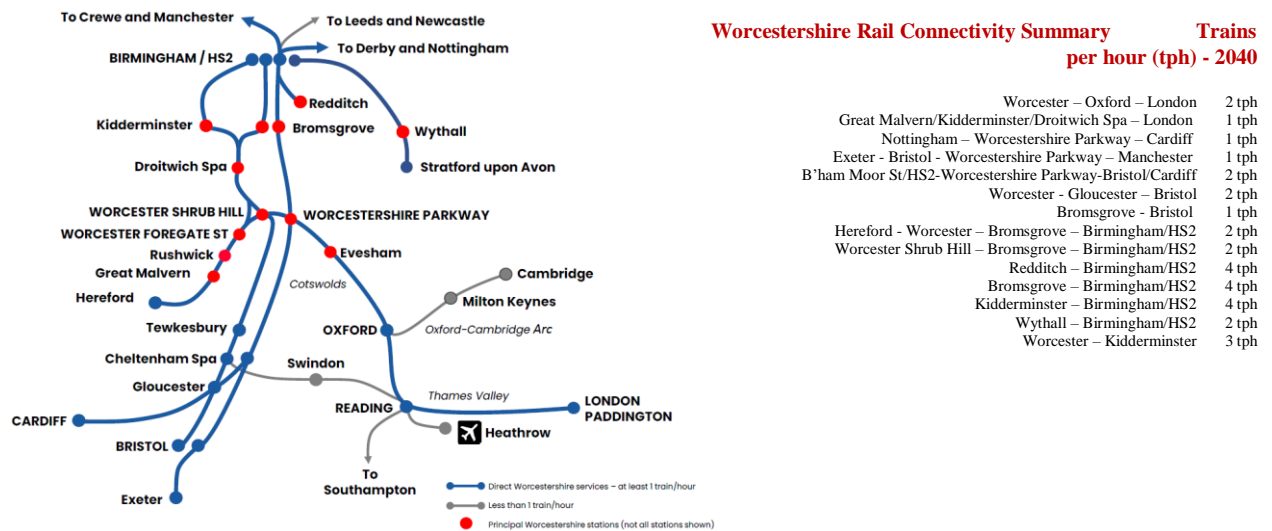 To Crewe and Manchester
To Leeds and Newcastle
To Derby and Nottingham
BIRMINGHAM / HS2
Redditch
Kidderminster
Bromsgrove
Wythall
Droitwich Spa
Stratford upon Avon
WORCESTER SHRUB HILL
WORCESTERSHIRE PARKWAY
WORCESTER FOREGATE ST
Rushwick
Evesham
Great Malvern
Cambridge
Cotswolds
Hereford
Milton Keynes
Tewkesbury
OXFORD
Oxford-Cambridge Arc
Cheltenham Spa
Swindon
Gloucester
Thames Valley
READING
LONDON
PADDINGTON
CARDIFF
Heathrow
BRISTOL
To
Southampton
Exeter
Direct Worcestershire services – at least 1 train/hour
Less than 1 train/hour
Principal Worcestershire stations (not all stations shown)
Worcestershire Rail Connectivity Summary Trains
per hour (tph) - 2040
Worcester – Oxford – London 2 tph
Great Malvern/Kidderminster/Droitwich Spa – London 1 tph
Nottingham – Worcestershire Parkway – Cardiff 1 tph
Exeter - Bristol - Worcestershire Parkway – Manchester 1 tph
B’ham Moor St/HS2-Worcestershire Parkway-Bristol/Cardiff 2 tph
Worcester - Gloucester – Bristol 2 tph
Bromsgrove - Bristol 1 tph
Hereford - Worcester – Bromsgrove – Birmingham/HS2 2 tph
Worcester Shrub Hill – Bromsgrove – Birmingham/HS2 2 tph
Redditch – Birmingham/HS2 4 tph
Bromsgrove – Birmingham/HS2 4 tph
Kidderminster – Birmingham/HS2 4 tph
Wythall – Birmingham/HS2 2 tph
Worcester – Kidderminster 3 tph